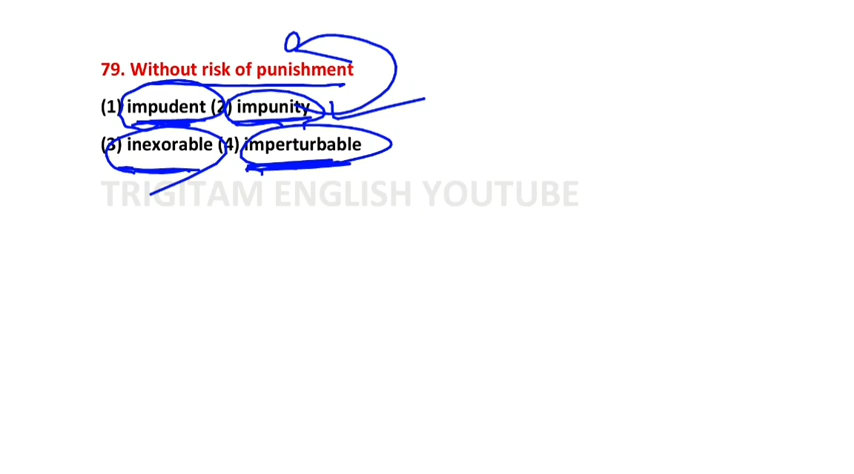 79. Without risk of punishment
(1) impudent (2) impunity
(3) inexorable (4) imperturbable
TRIGITAM ENGLISH YOUTUBE